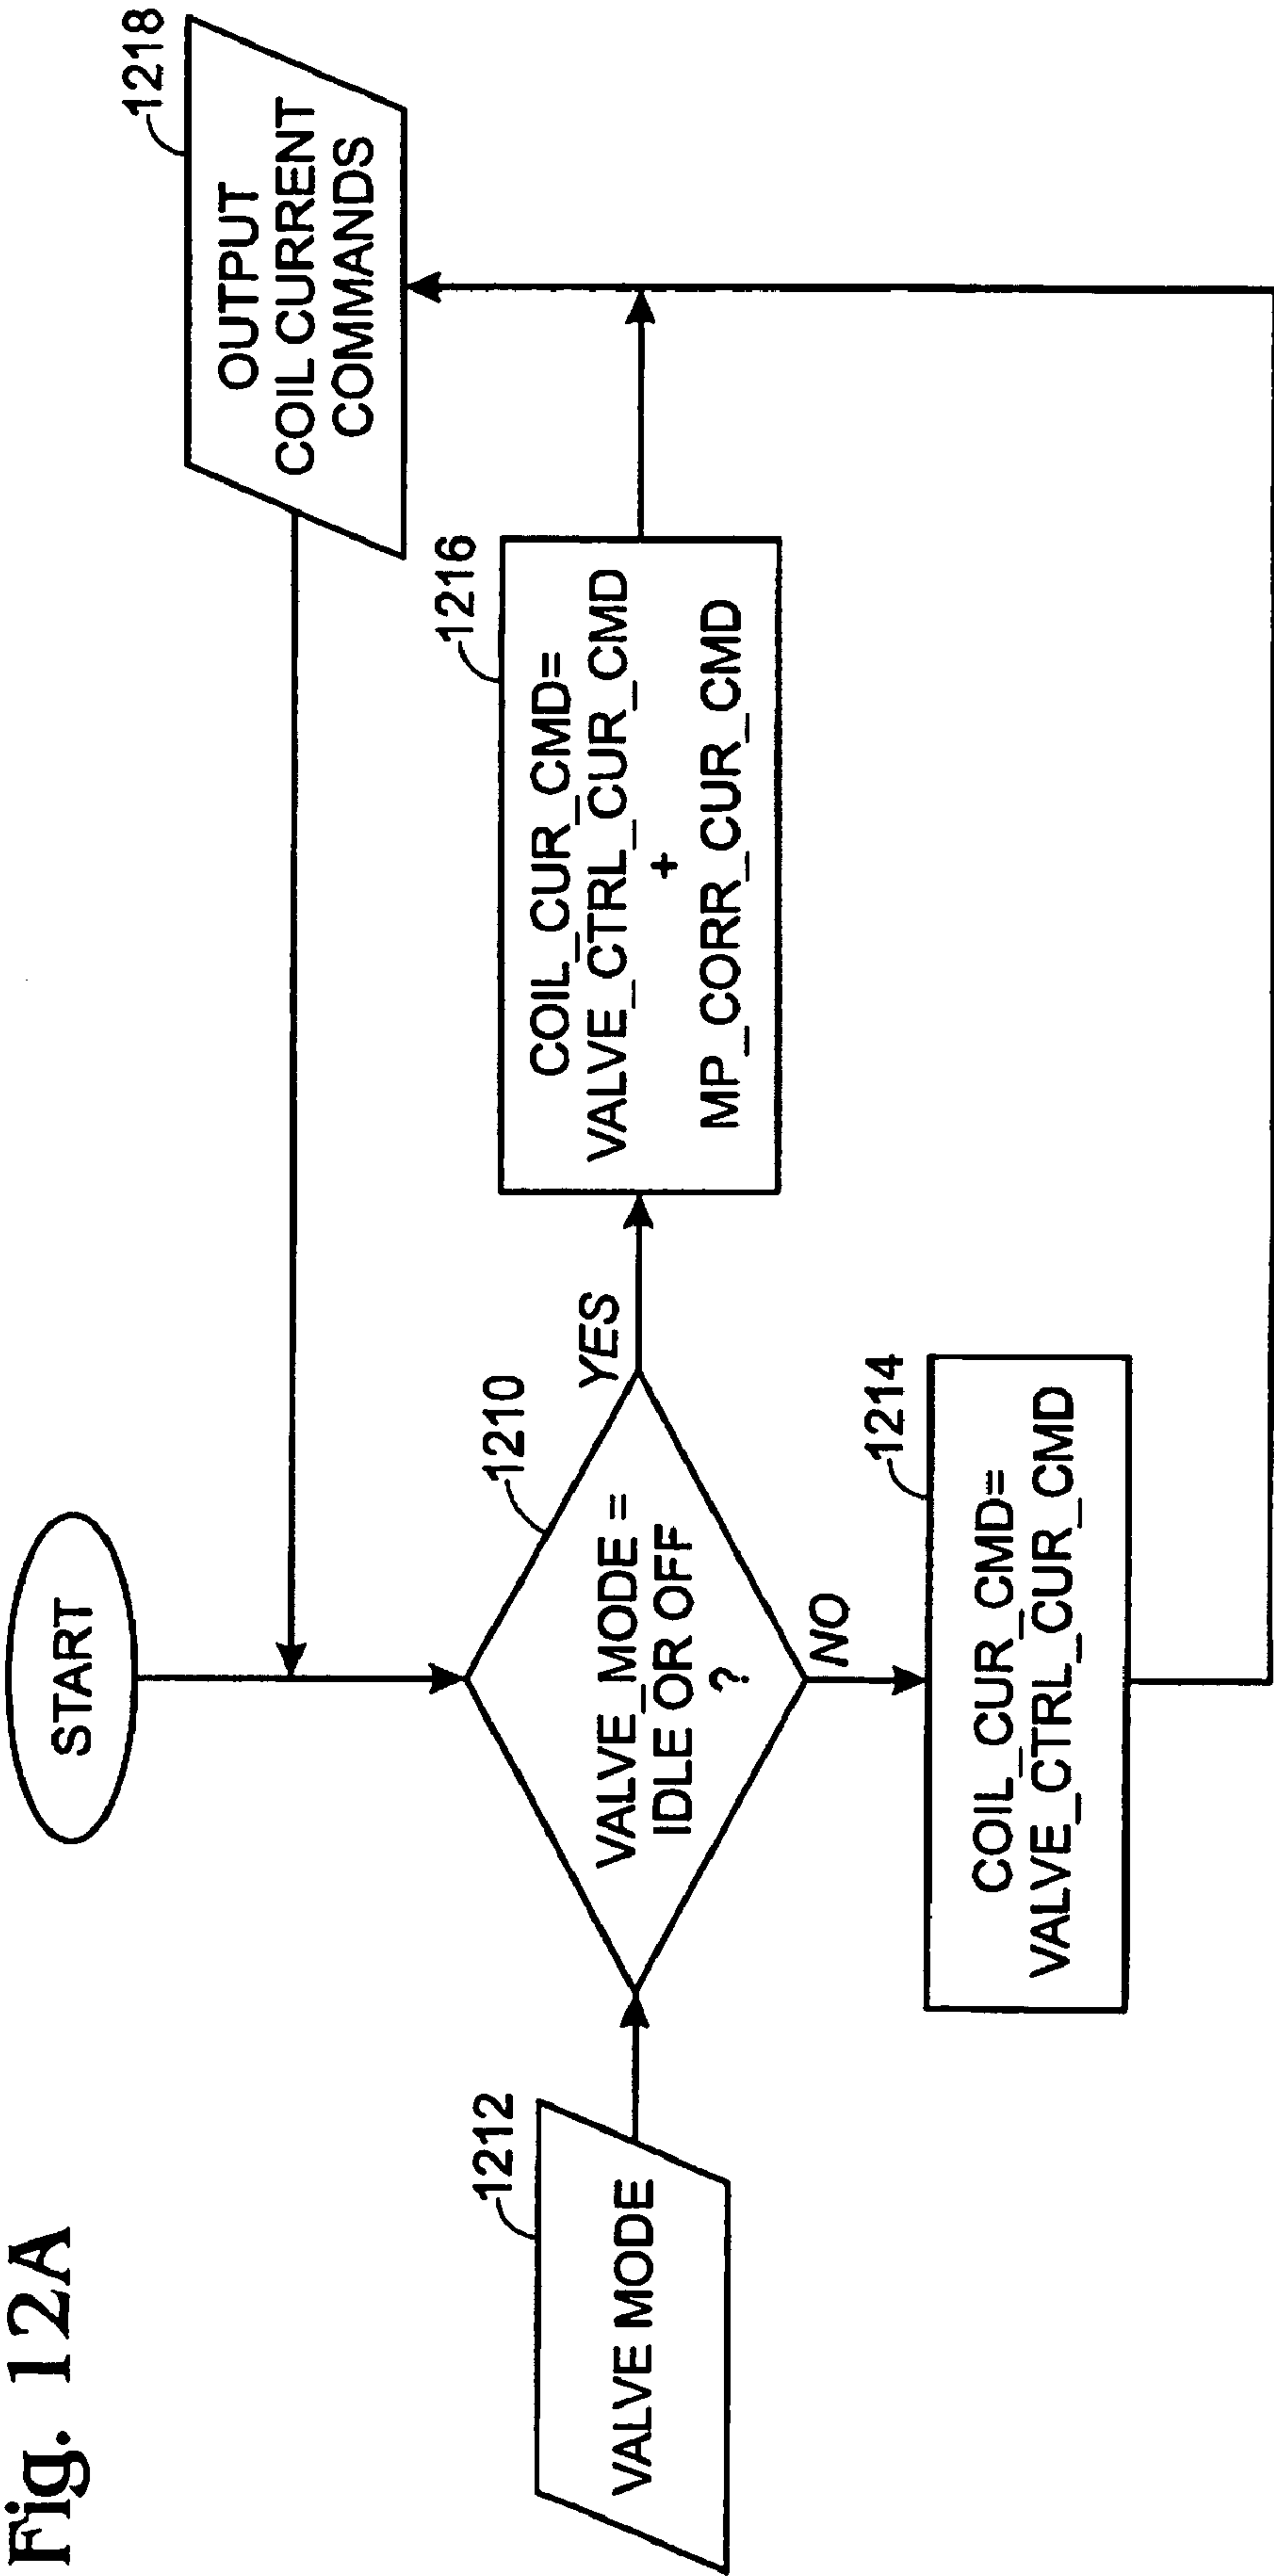 Fig. 12A
START
1218
OUTPUT
COIL CURRENT
COMMANDS
1212
VALVE MODE
1210
VALVE_MODE =
IDLE OR OFF
?
YES
NO
1216
COIL_CUR_CMD=
VALVE_CTRL_CUR_CMD
+
MP_CORR_CUR_CMD
1214
COIL_CUR_CMD=
VALVE_CTRL_CUR_CMD